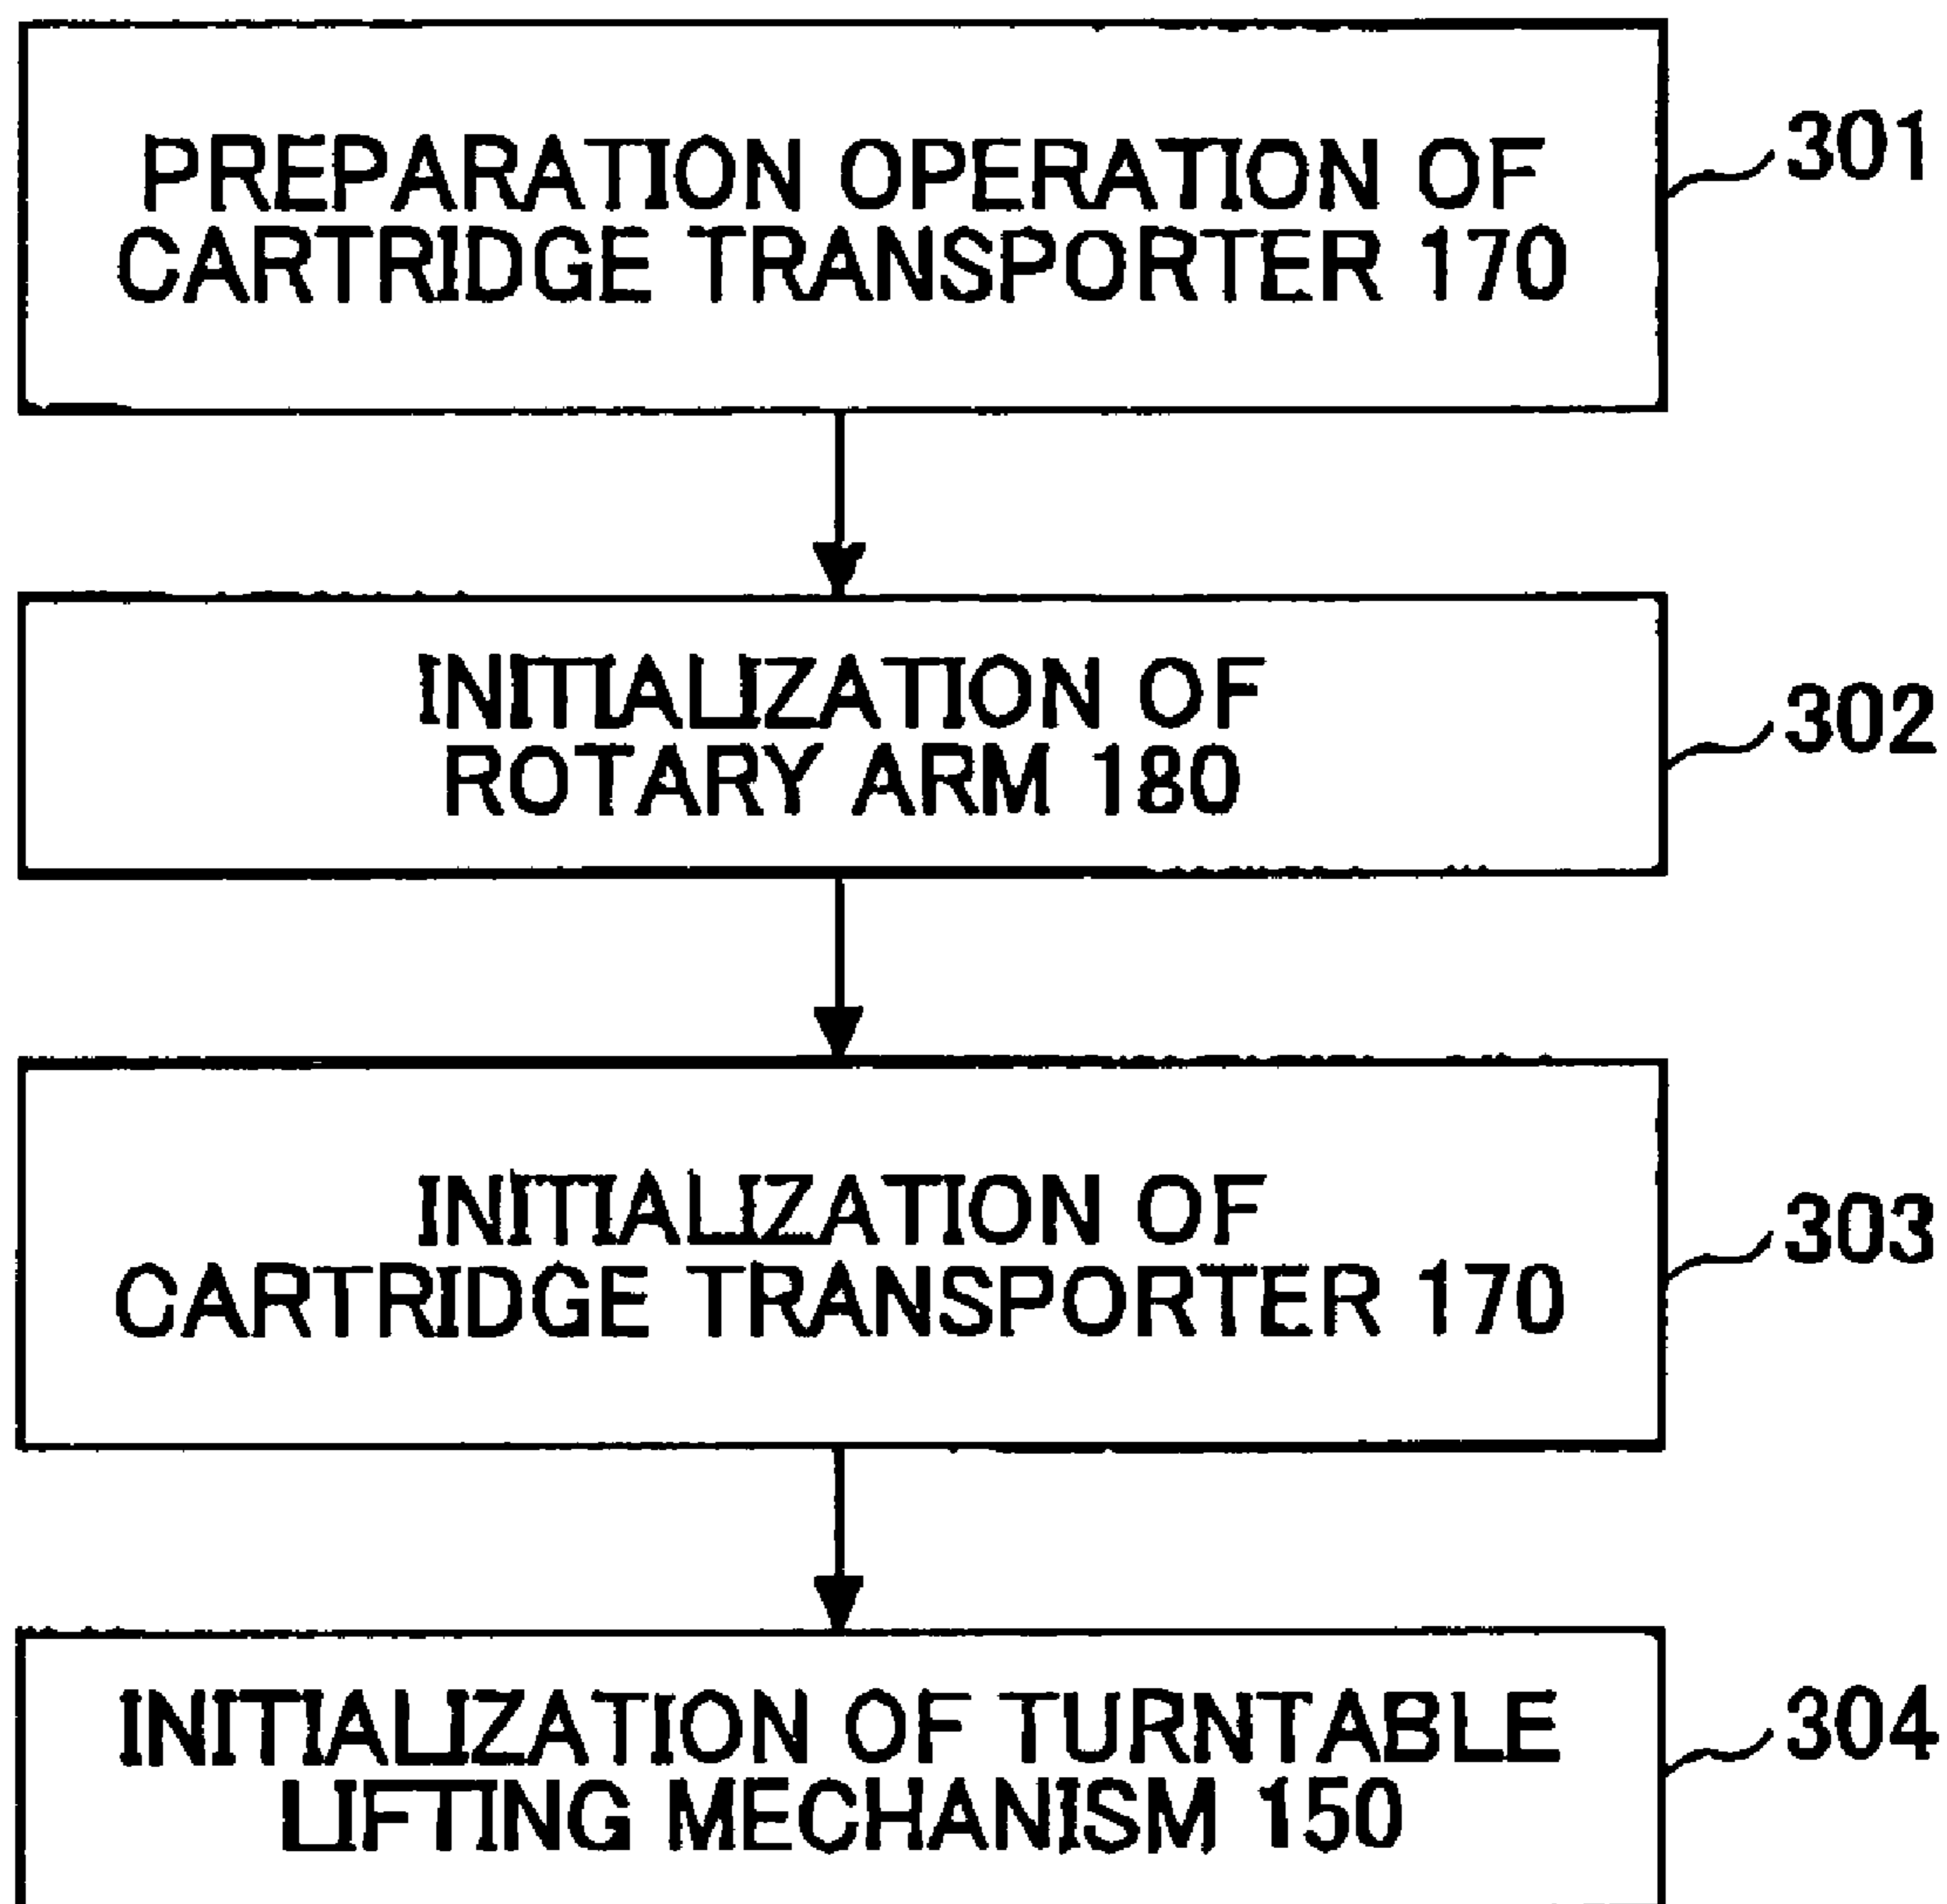 PREPARATION OPERATION OF
CARTRIDGE TRANSPORTER 170
301
INITIALIZATION OF
ROTARY ARM 180
302
INITIALIZATION OF
CARTRIDGE TRANSPORTER 170
303
INITIALIZATION OF TURNTABLE
LIFTING MECHANISM 150
304